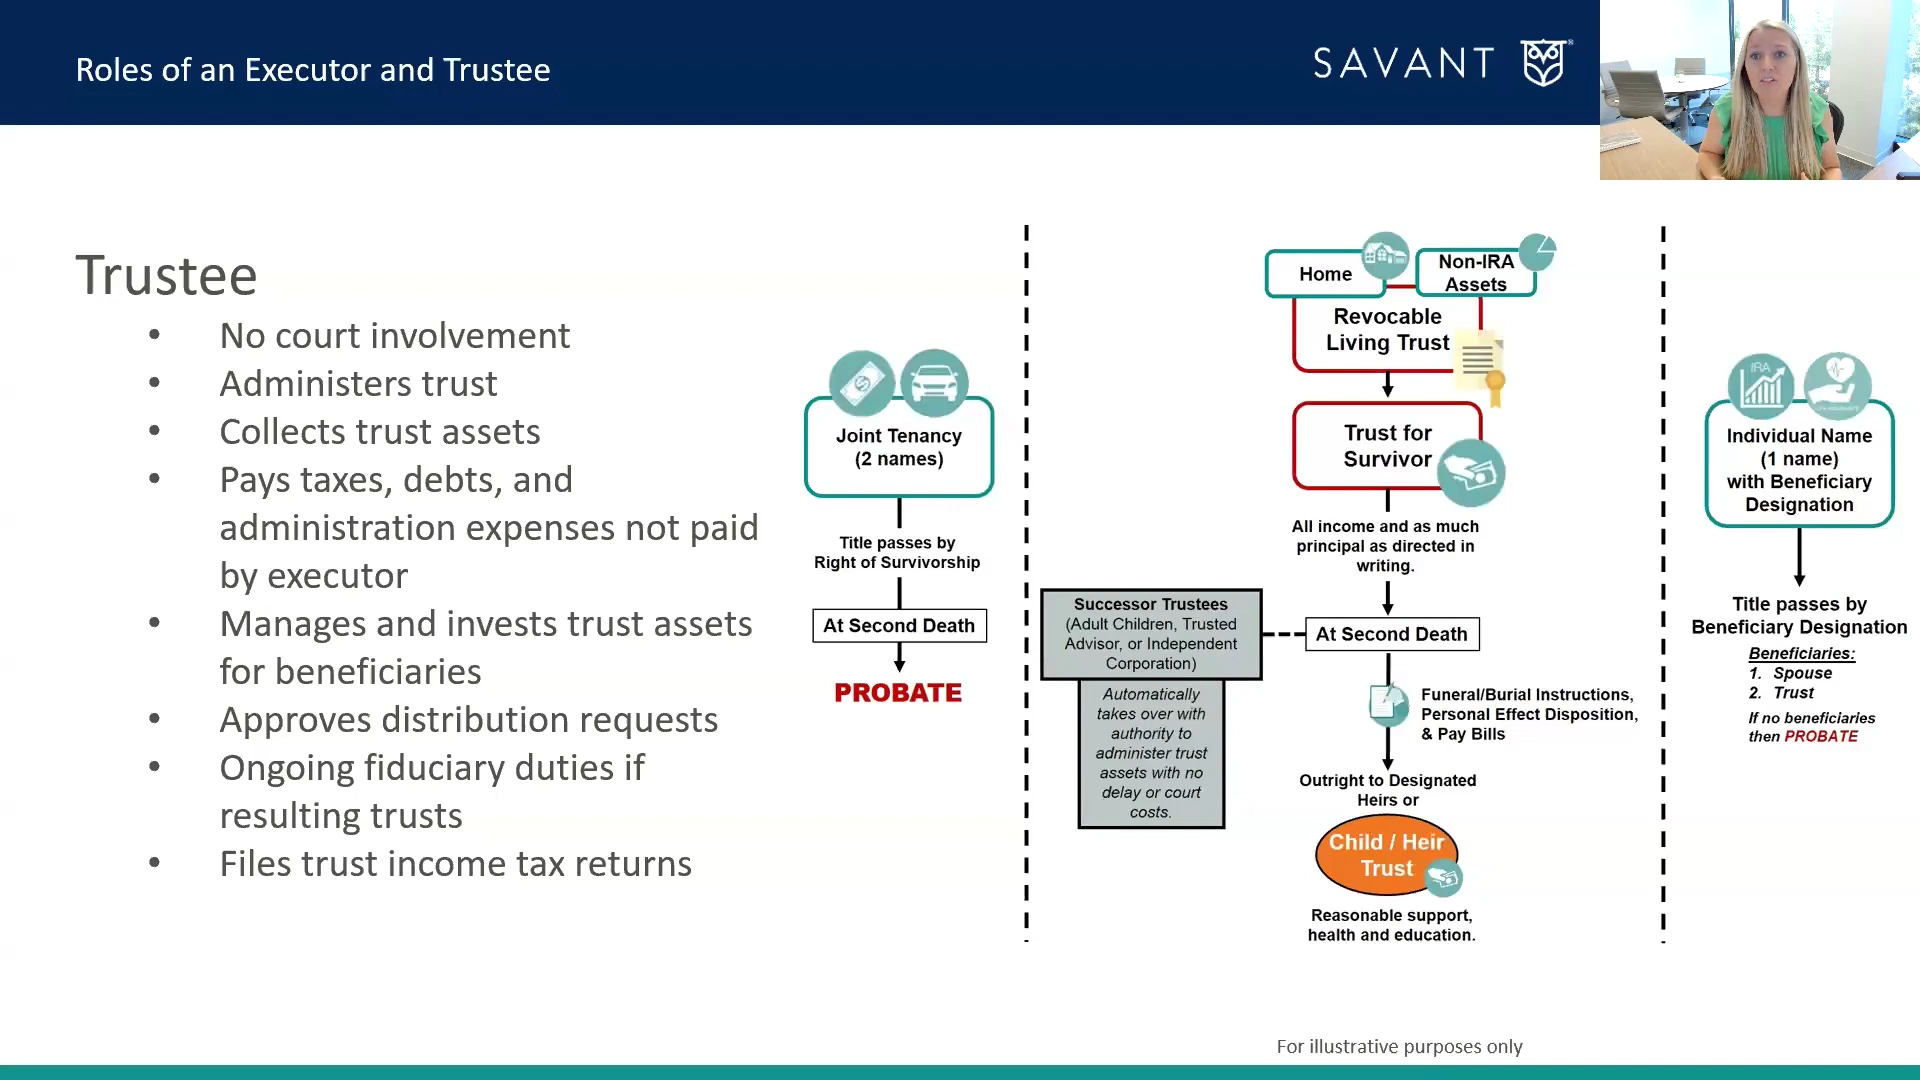 Roles of an Executor and Trustee
SAVANT
®
Trustee
• No court involvement
• Administers trust
• Collects trust assets
• Pays taxes, debts, and
administration expenses not paid
by executor
• Manages and invests trust assets
for beneficiaries
• Approves distribution requests
• Ongoing fiduciary duties if
resulting trusts
• Files trust income tax returns
Joint Tenancy
(2 names)
Title passes by
Right of Survivorship
At Second Death
PROBATE
Home
Non-IRA
Assets
Revocable
Living Trust
Trust for
Survivor
All income and as much
principal as directed in
writing.
Successor Trustees
(Adult Children, Trusted
Advisor, or Independent
Corporation)
Automatically
takes over with
authority to
administer trust
assets with no
delay or court
costs.
At Second Death
Funeral/Burial Instructions,
Personal Effect Disposition,
& Pay Bills
Outright to Designated
Heirs or
Child / Heir
Trust
Reasonable support,
health and education.
IRA
Individual Name
(1 name)
with Beneficiary
Designation
Title passes by
Beneficiary Designation
Beneficiaries:
1. Spouse
2. Trust
If no beneficiaries
then PROBATE
For illustrative purposes only